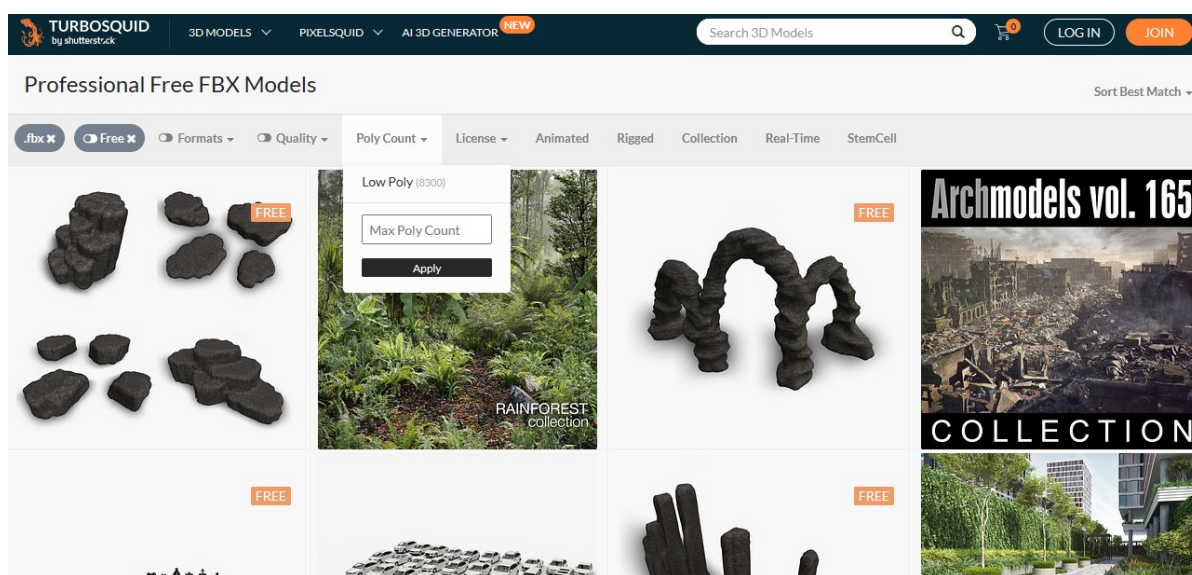 TURBOSQUID
by shutterstock
3D MODELS
PIXELSQUID
AI 3D GENERATOR
NEW
Search 3D Models
0
LOG IN
JOIN
Professional Free FBX Models
Sort Best Match
.fbx ×
Free ×
Formats
Quality
Poly Count
License
Animated
Rigged
Collection
Real-Time
StemCell
Low Poly (8300)
Max Poly Count
Apply
FREE
RAINFOREST
collection
FREE
Archmodels vol. 165
COLLECTION
FREE
FREE